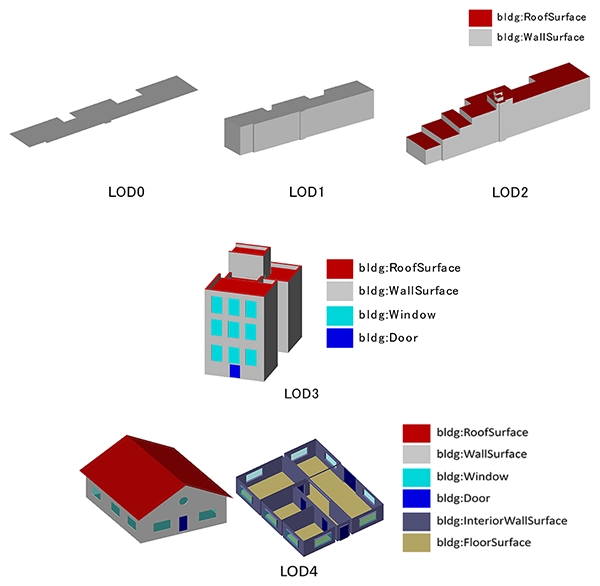 bldg:RoofSurface
bldg:WallSurface
LOD0
LOD1
LOD2
bldg:RoofSurface
bldg:WallSurface
bldg:Window
bldg:Door
LOD3
bldg:RoofSurface
bldg:WallSurface
bldg:Window
bldg:Door
bldg:InteriorWallSurface
bldg:FloorSurface
LOD4